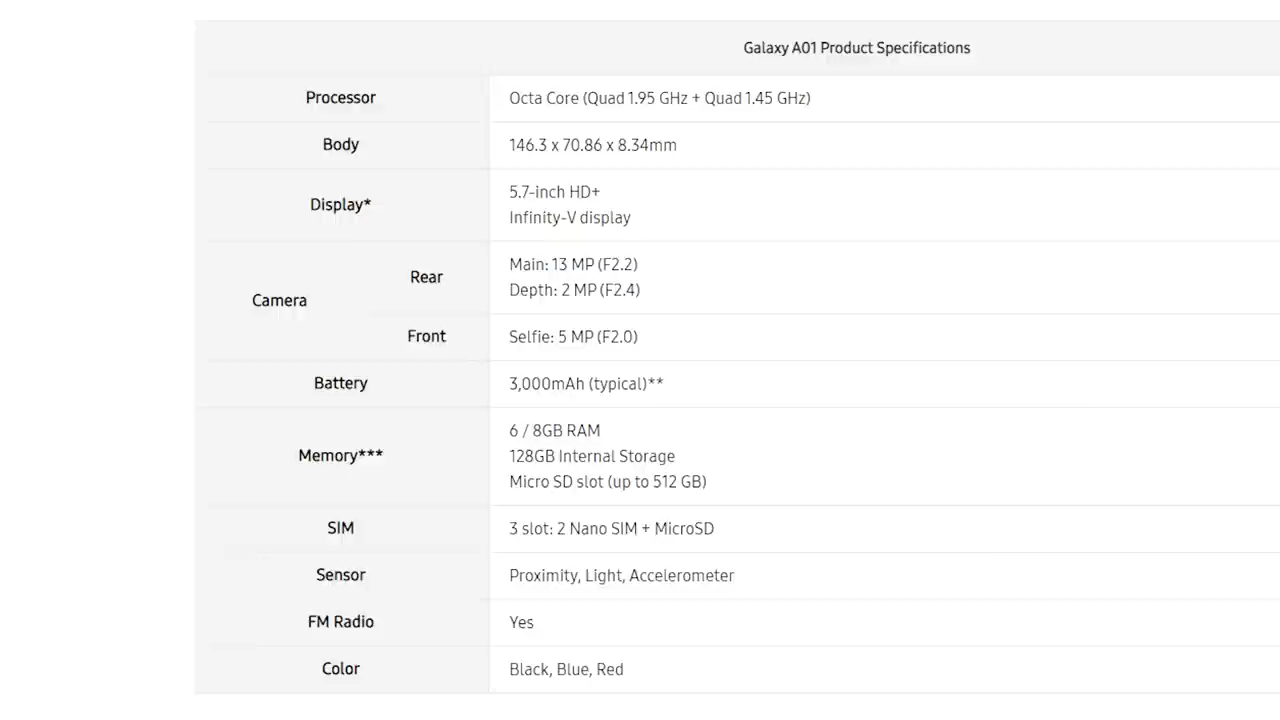 Galaxy A01 Product Specifications
Processor
Octa Core (Quad 1.95 GHz + Quad 1.45 GHz)
Body
146.3 x 70.86 x 8.34mm
Display*
5.7-inch HD+
Infinity-V display
Camera
Rear
Main: 13 MP (F2.2)
Depth: 2 MP (F2.4)
Front
Selfie: 5 MP (F2.0)
Battery
3,000mAh (typical)**
Memory***
6 / 8GB RAM
128GB Internal Storage
Micro SD slot (up to 512 GB)
SIM
3 slot: 2 Nano SIM + MicroSD
Sensor
Proximity, Light, Accelerometer
FM Radio
Yes
Color
Black, Blue, Red